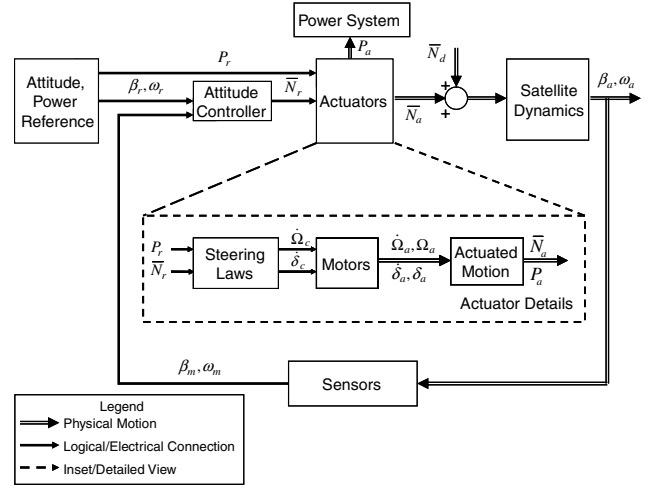 Power System
P_r
P_a
N̅_d
Attitude,
Power
Reference
β_r, ω_r
Attitude
Controller
N̅_r
Actuators
N̅_a
+
+
Satellite
Dynamics
β_a, ω_a
P_r
N̅_r
Steering
Laws
Ω̇_c
δ̇_c
Motors
Ω̇_a, Ω_a
δ̇_a, δ_a
Actuated
Motion
N̅_a
P_a
Actuator Details
β_m, ω_m
Sensors
Legend
Physical Motion
Logical/Electrical Connection
Inset/Detailed View